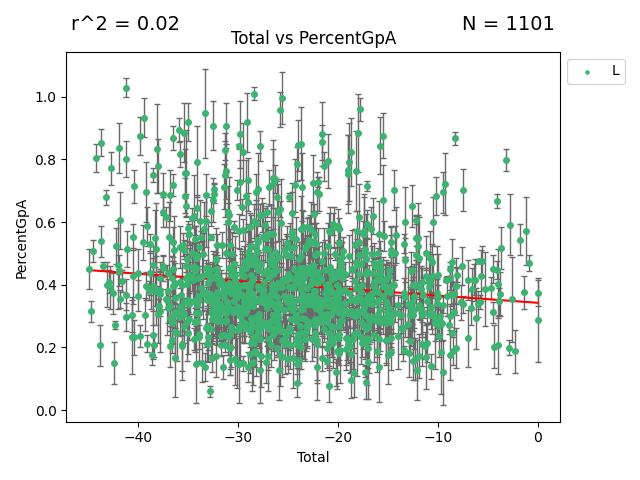 r^2 = 0.02
N = 1101
Total vs PercentGpA
L
PercentGpA
1.0
0.8
0.6
0.4
0.2
0.0
−40
−30
−20
−10
0
Total